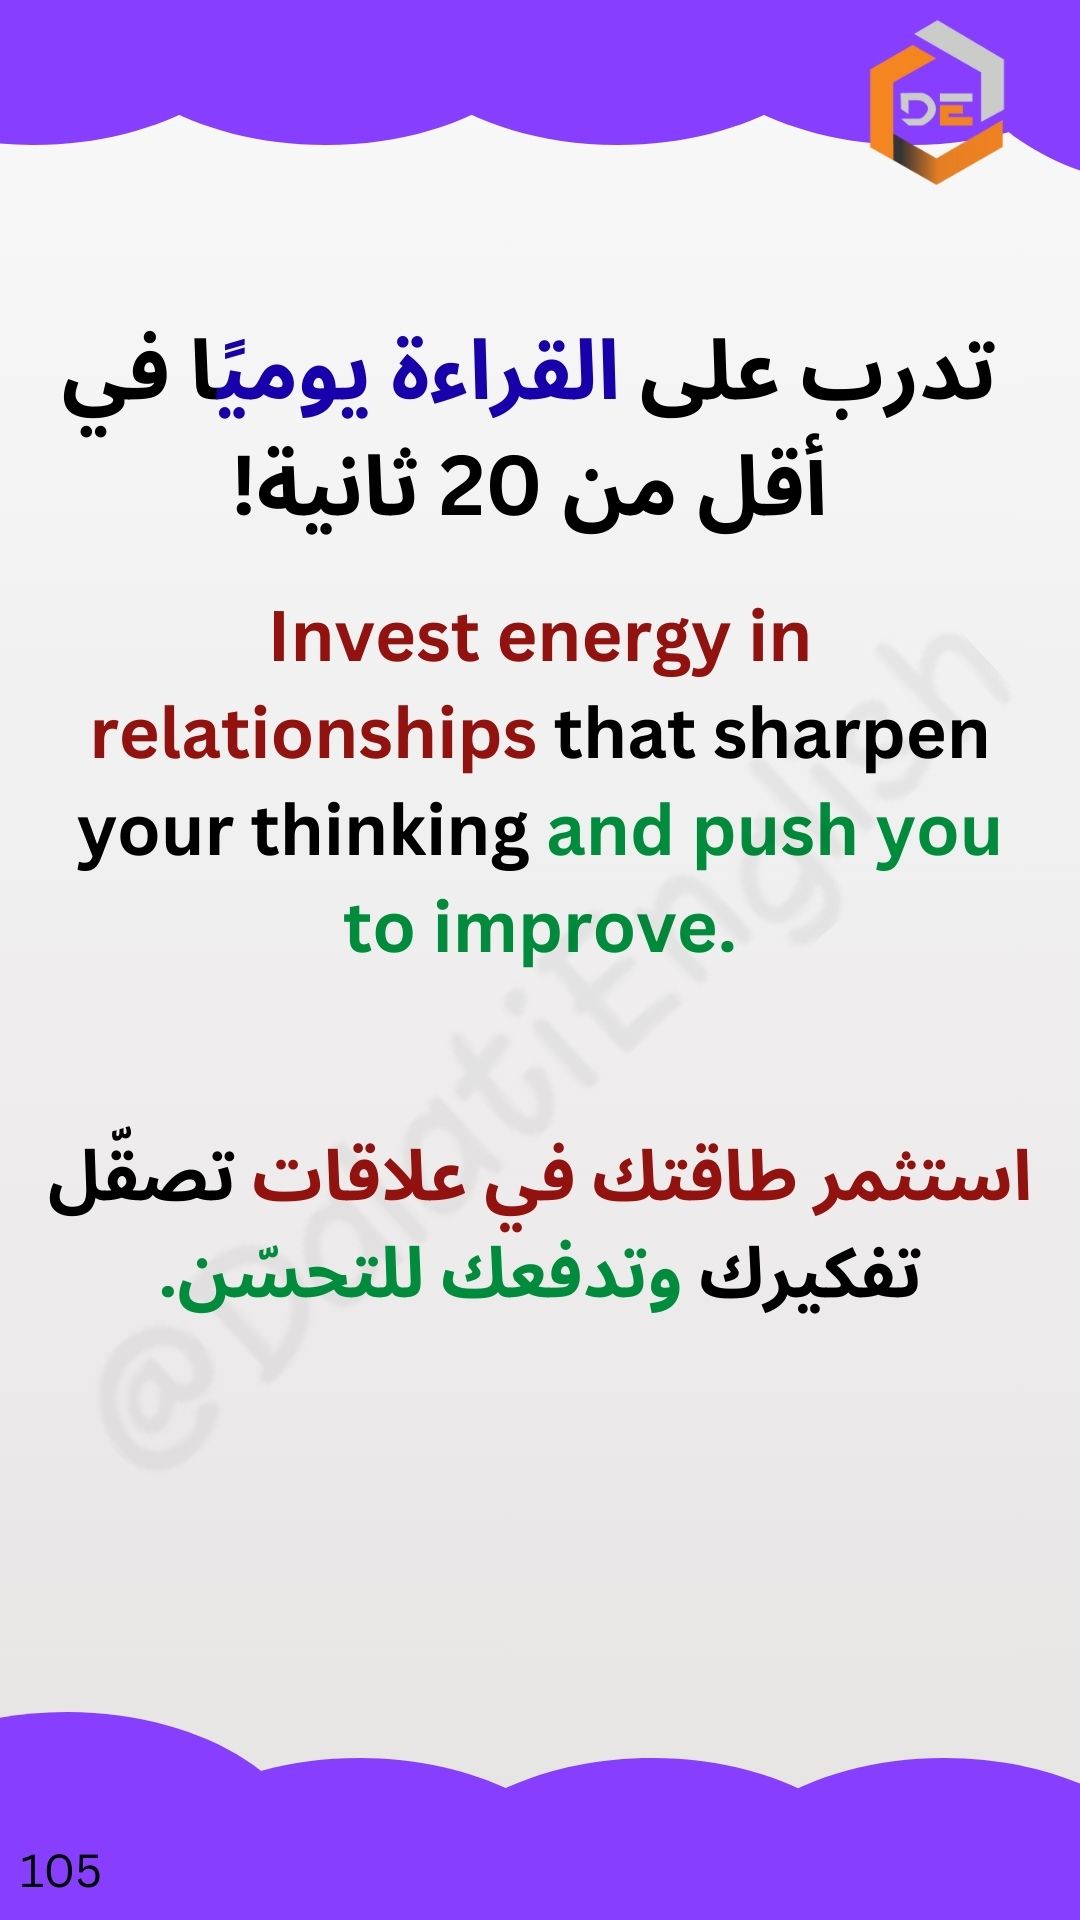 DE
تدرب على القراءة يوميًا في
أقل من 20 ثانية!
Invest energy in
relationships that sharpen
your thinking and push you
to improve.
استثمر طاقتك في علاقات تصقّل
تفكيرك وتدفعك للتحسّن.
@DalatiEnglish
105